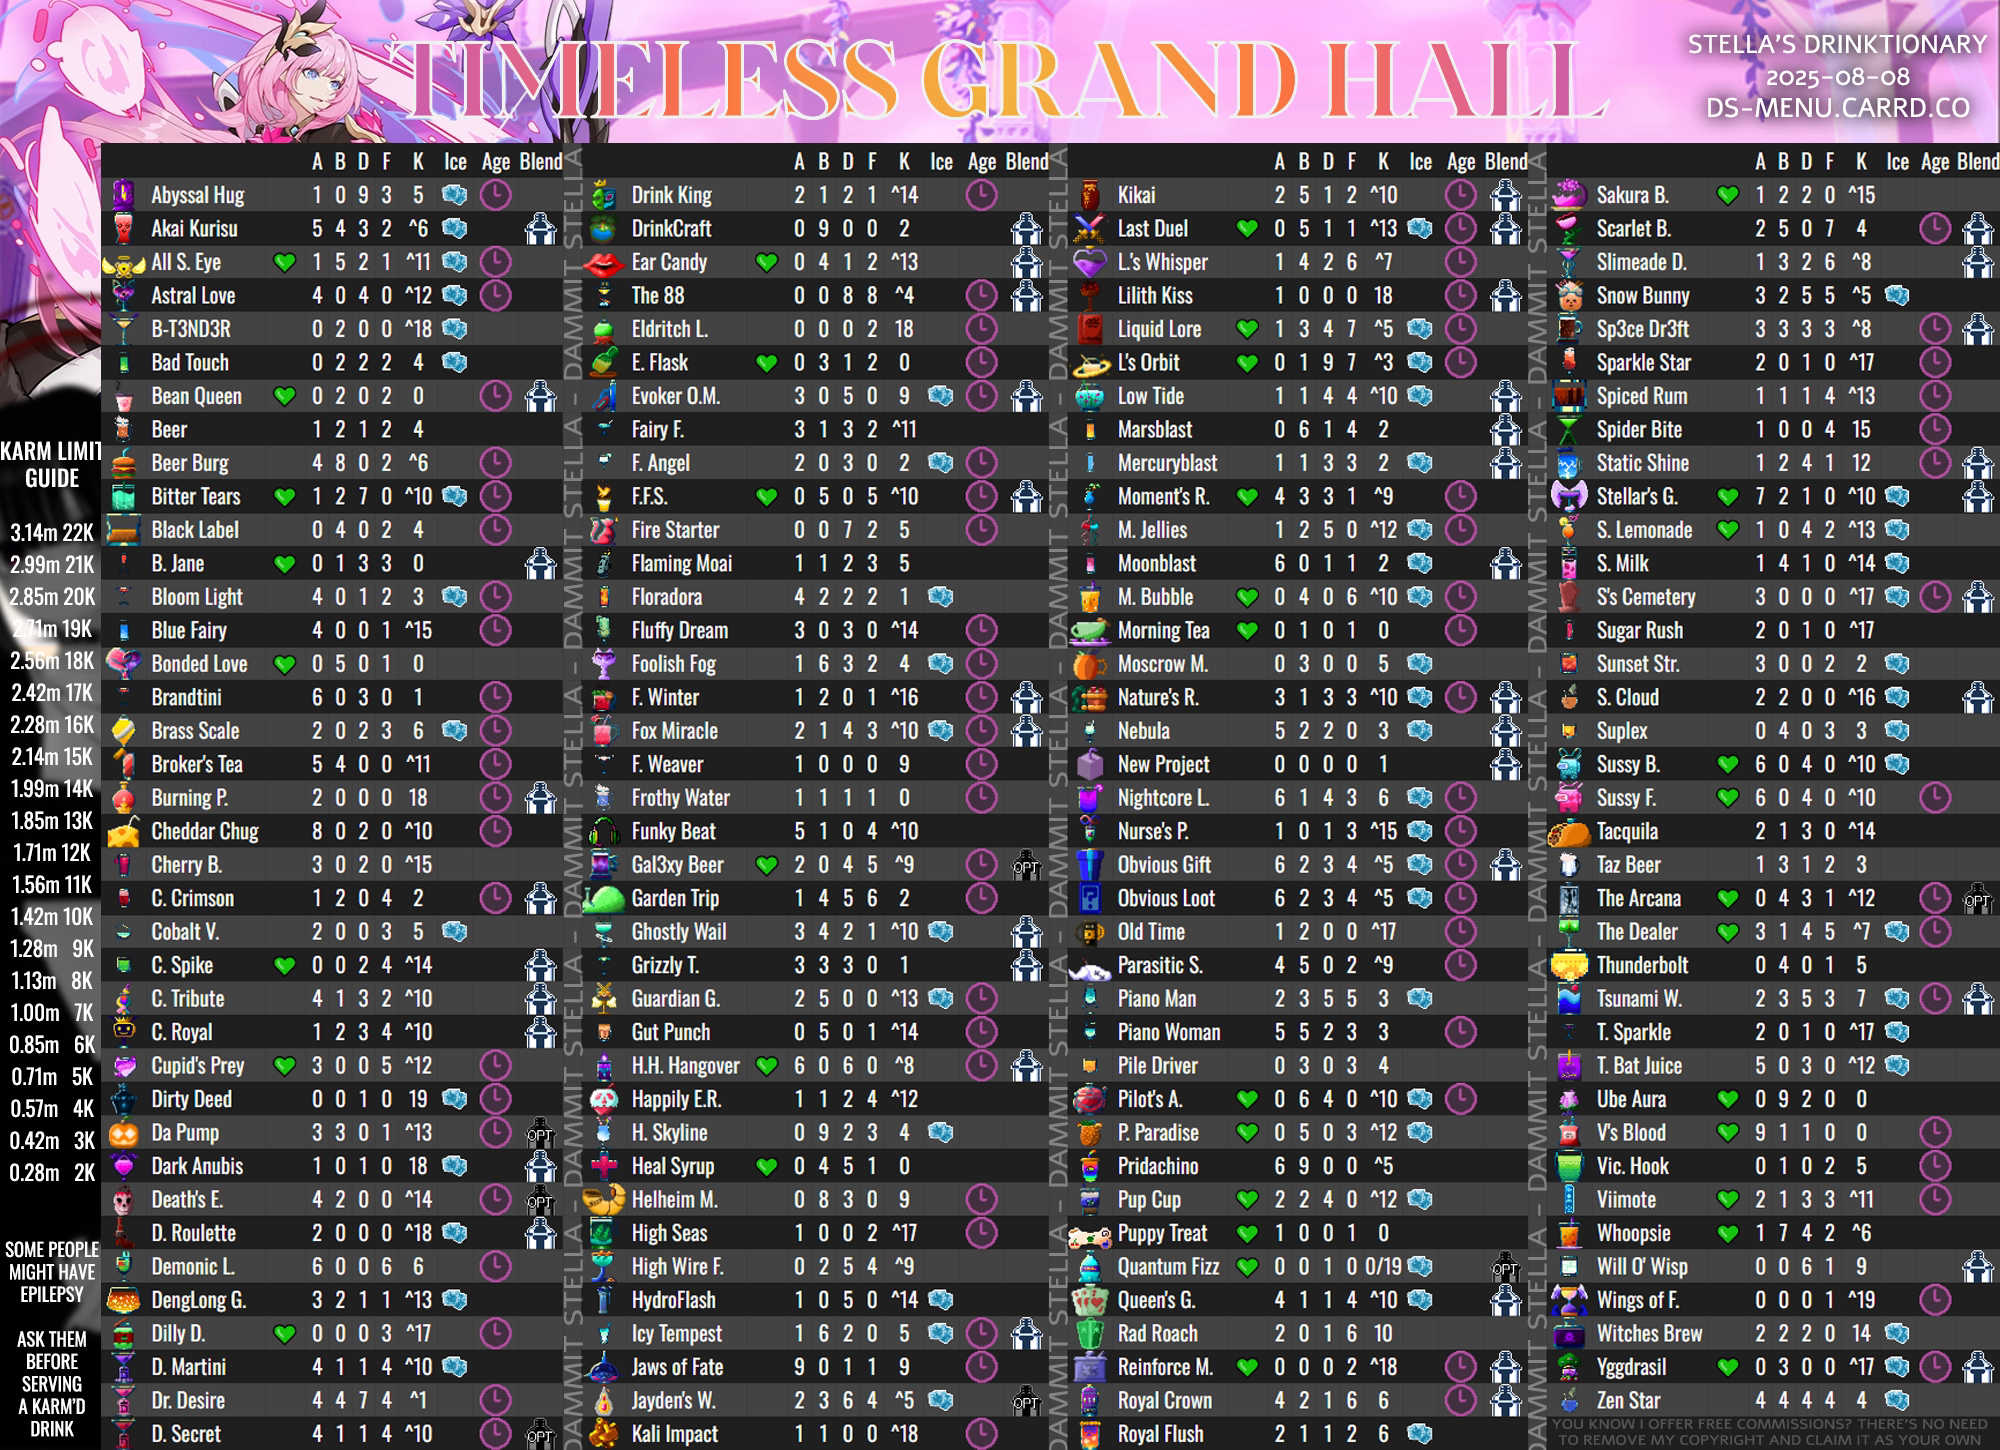 TIMELESS GRAND HALL
STELLA'S DRINKTIONARY
2025-08-08
DS-MENU.CARRD.CO
KARM LIMIT
GUIDE
3.14m 22K
2.99m 21K
2.85m 20K
2.71m 19K
2.56m 18K
2.42m 17K
2.28m 16K
2.14m 15K
1.99m 14K
1.85m 13K
1.71m 12K
1.56m 11K
1.42m 10K
1.28m 9K
1.13m 8K
1.00m 7K
0.85m 6K
0.71m 5K
0.57m 4K
0.42m 3K
0.28m 2K
SOME PEOPLE
MIGHT HAVE
EPILEPSY
ASK THEM
BEFORE
SERVING
A KARM'D
DRINK
A B D F K Ice Age Blend
Abyssal Hug 1 0 9 3 5
Akai Kurisu 5 4 3 2 ^6
All S. Eye 1 5 2 1 ^11
Astral Love 4 0 4 0 ^12
B-T3ND3R 0 2 0 0 ^18
Bad Touch 0 2 2 2 4
Bean Queen 0 2 0 2 0
Beer 1 2 1 2 4
Beer Burg 4 8 0 2 ^6
Bitter Tears 1 2 7 0 ^10
Black Label 0 4 0 2 4
B. Jane 0 1 3 3 0
Bloom Light 4 0 1 2 3
Blue Fairy 4 0 0 1 ^15
Bonded Love 0 5 0 1 0
Brandtini 6 0 3 0 1
Brass Scale 2 0 2 3 6
Broker's Tea 5 4 0 0 ^11
Burning P. 2 0 0 0 18
Cheddar Chug 8 0 2 0 ^10
Cherry B. 3 0 2 0 ^15
C. Crimson 1 2 0 4 2
Cobalt V. 2 0 0 3 5
C. Spike 0 0 2 4 ^14
C. Tribute 4 1 3 2 ^10
C. Royal 1 2 3 4 ^10
Cupid's Prey 3 0 0 5 ^12
Dirty Deed 0 0 1 0 19
Da Pump 3 3 0 1 ^13 OPT
Dark Anubis 1 0 1 0 18
Death's E. 4 2 0 0 ^14 OPT
D. Roulette 2 0 0 0 ^18
Demonic L. 6 0 0 6 6
DengLong G. 3 2 1 1 ^13
Dilly D. 0 0 0 3 ^17
D. Martini 4 1 1 4 ^10
Dr. Desire 4 4 7 4 ^1
D. Secret 4 1 1 4 ^10 OPT
DAMMIT STELLA - DAMMIT STELLA - DAMMIT STELLA - DAMMIT STELLA
A B D F K Ice Age Blend
Drink King 2 1 2 1 ^14
DrinkCraft 0 9 0 0 2
Ear Candy 0 4 1 2 ^13
The 88 0 0 8 8 ^4
Eldritch L. 0 0 0 2 18
E. Flask 0 3 1 2 0
Evoker O.M. 3 0 5 0 9
Fairy F. 3 1 3 2 ^11
F. Angel 2 0 3 0 2
F.F.S. 0 5 0 5 ^10
Fire Starter 0 0 7 2 5
Flaming Moai 1 1 2 3 5
Floradora 4 2 2 2 1
Fluffy Dream 3 0 3 0 ^14
Foolish Fog 1 6 3 2 4
F. Winter 1 2 0 1 ^16
Fox Miracle 2 1 4 3 ^10
F. Weaver 1 0 0 0 9
Frothy Water 1 1 1 1 0
Funky Beat 5 1 0 4 ^10
Gal3xy Beer 2 0 4 5 ^9 OPT
Garden Trip 1 4 5 6 2
Ghostly Wail 3 4 2 1 ^10
Grizzly T. 3 3 3 0 1
Guardian G. 2 5 0 0 ^13
Gut Punch 0 5 0 1 ^14
H.H. Hangover 6 0 6 0 ^8
Happily E.R. 1 1 2 4 ^12
H. Skyline 0 9 2 3 4
Heal Syrup 0 4 5 1 0
Helheim M. 0 8 3 0 9
High Seas 1 0 0 2 ^17
High Wire F. 0 2 5 4 ^9
HydroFlash 1 0 5 0 ^14
Icy Tempest 1 6 2 0 5
Jaws of Fate 9 0 1 1 9
Jayden's W. 2 3 6 4 ^5 OPT
Kali Impact 1 1 0 0 ^18
DAMMIT STELLA - DAMMIT STELLA - DAMMIT STELLA - DAMMIT STELLA
A B D F K Ice Age Blend
Kikai 2 5 1 2 ^10
Last Duel 0 5 1 1 ^13
L.'s Whisper 1 4 2 6 ^7
Lilith Kiss 1 0 0 0 18
Liquid Lore 1 3 4 7 ^5
L's Orbit 0 1 9 7 ^3
Low Tide 1 1 4 4 ^10
Marsblast 0 6 1 4 2
Mercuryblast 1 1 3 3 2
Moment's R. 4 3 3 1 ^9
M. Jellies 1 2 5 0 ^12
Moonblast 6 0 1 1 2
M. Bubble 0 4 0 6 ^10
Morning Tea 0 1 0 1 0
Moscrow M. 0 3 0 0 5
Nature's R. 3 1 3 3 ^10
Nebula 5 2 2 0 3
New Project 0 0 0 0 1
Nightcore L. 6 1 4 3 6
Nurse's P. 1 0 1 3 ^15
Obvious Gift 6 2 3 4 ^5
Obvious Loot 6 2 3 4 ^5
Old Time 1 2 0 0 ^17
Parasitic S. 4 5 0 2 ^9
Piano Man 2 3 5 5 3
Piano Woman 5 5 2 3 3
Pile Driver 0 3 0 3 4
Pilot's A. 0 6 4 0 ^10
P. Paradise 0 5 0 3 ^12
Pridachino 6 9 0 0 ^5
Pup Cup 2 2 4 0 ^12
Puppy Treat 1 0 0 1 0
Quantum Fizz 0 0 1 0 0/19 OPT
Queen's G. 4 1 1 4 ^10
Rad Roach 2 0 1 6 10
Reinforce M. 0 0 0 2 ^18
Royal Crown 4 2 1 6 6
Royal Flush 2 1 1 2 6
DAMMIT STELLA - DAMMIT STELLA - DAMMIT STELLA - DAMMIT STELLA
A B D F K Ice Age Blend
Sakura B. 1 2 2 0 ^15
Scarlet B. 2 5 0 7 4
Slimeade D. 1 3 2 6 ^8
Snow Bunny 3 2 5 5 ^5
Sp3ce Dr3ft 3 3 3 3 ^8
Sparkle Star 2 0 1 0 ^17
Spiced Rum 1 1 1 4 ^13
Spider Bite 1 0 0 4 15
Static Shine 1 2 4 1 12
Stellar's G. 7 2 1 0 ^10
S. Lemonade 1 0 4 2 ^13
S. Milk 1 4 1 0 ^14
S's Cemetery 3 0 0 0 ^17
Sugar Rush 2 0 1 0 ^17
Sunset Str. 3 0 0 2 2
S. Cloud 2 2 0 0 ^16
Suplex 0 4 0 3 3
Sussy B. 6 0 4 0 ^10
Sussy F. 6 0 4 0 ^10
Tacquila 2 1 3 0 ^14
Taz Beer 1 3 1 2 3
The Arcana 0 4 3 1 ^12 OPT
The Dealer 3 1 4 5 ^7
Thunderbolt 0 4 0 1 5
Tsunami W. 2 3 5 3 7
T. Sparkle 2 0 1 0 ^17
T. Bat Juice 5 0 3 0 ^12
Ube Aura 0 9 2 0 0
V's Blood 9 1 1 0 0
Vic. Hook 0 1 0 2 5
Viimote 2 1 3 3 ^11
Whoopsie 1 7 4 2 ^6
Will O' Wisp 0 0 6 1 9
Wings of F. 0 0 0 1 ^19
Witches Brew 2 2 2 0 14
Yggdrasil 0 3 0 0 ^17
Zen Star 4 4 4 4 4
YOU KNOW I OFFER FREE COMMISSIONS? THERE'S NO NEED
TO REMOVE MY COPYRIGHT AND CLAIM IT AS YOUR OWN